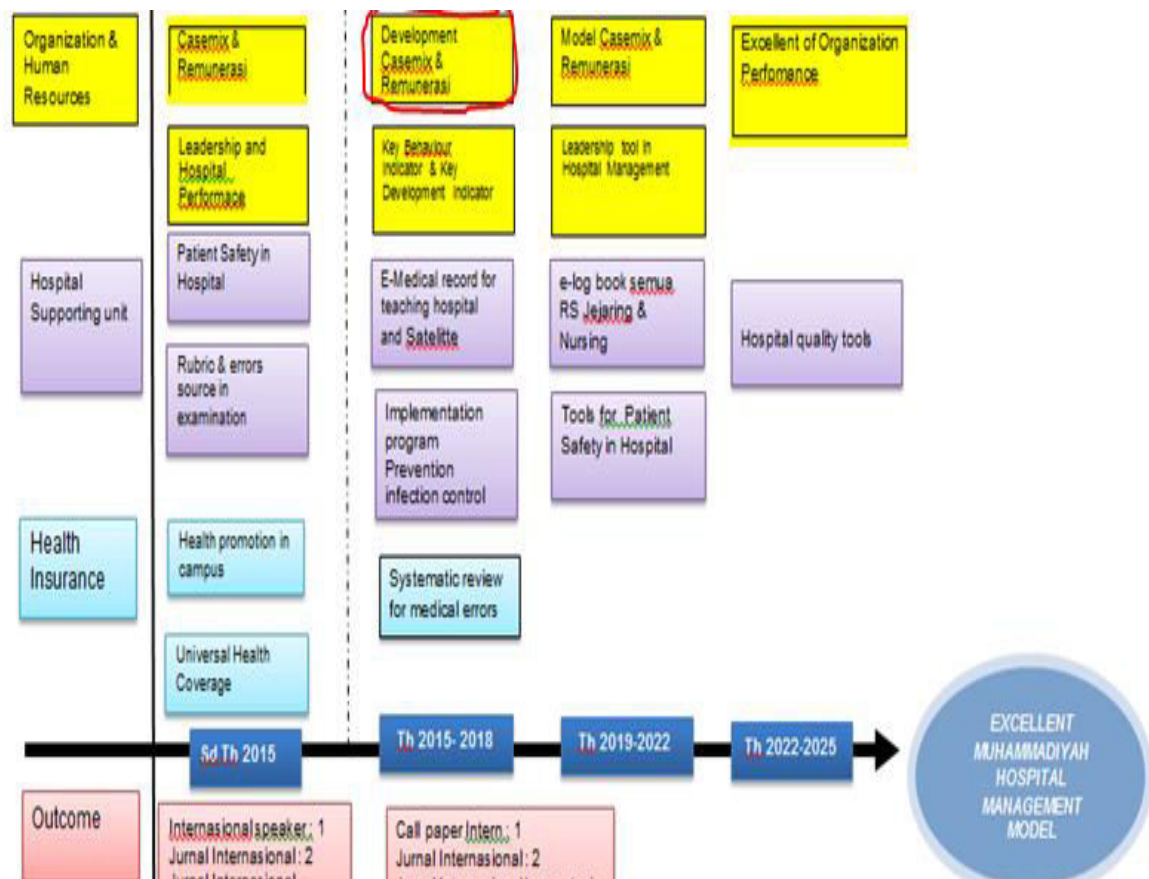 Organization &
Human
Resources
Casemix &
Remunerasi
Development
Casemix &
Remunerasi
Model Casemix &
Remunerasi
Excellent of Organization
Perfomance
Leadership and
Hospital
Performace
Key Behaviour
Indicator & Key
Development Indicator
Leadership tool in
Hospital Management
Hospital
Supporting unit
Patient Safety in
Hospital
E-Medical record for
teaching hospital
and Satelitte
e-log book semua
RS Jejaring &
Nursing
Hospital quality tools
Rubric & errors
source in
examination
Implementation
program
Prevention
infection control
Tools for Patient
Safety in Hospital
Health
Insurance
Health promotion in
campus
Systematic review
for medical errors
Universal Health
Coverage
Sd Th 2015
Th 2015- 2018
Th 2019-2022
Th 2022-2025
EXCELLENT
MUHAMMADIYAH
HOSPITAL
MANAGEMENT
MODEL
Outcome
Internasional speaker : 1
Jurnal Internasional : 2
Jurnal Internasional
Call paper Intern.: 1
Jurnal Internasional : 2